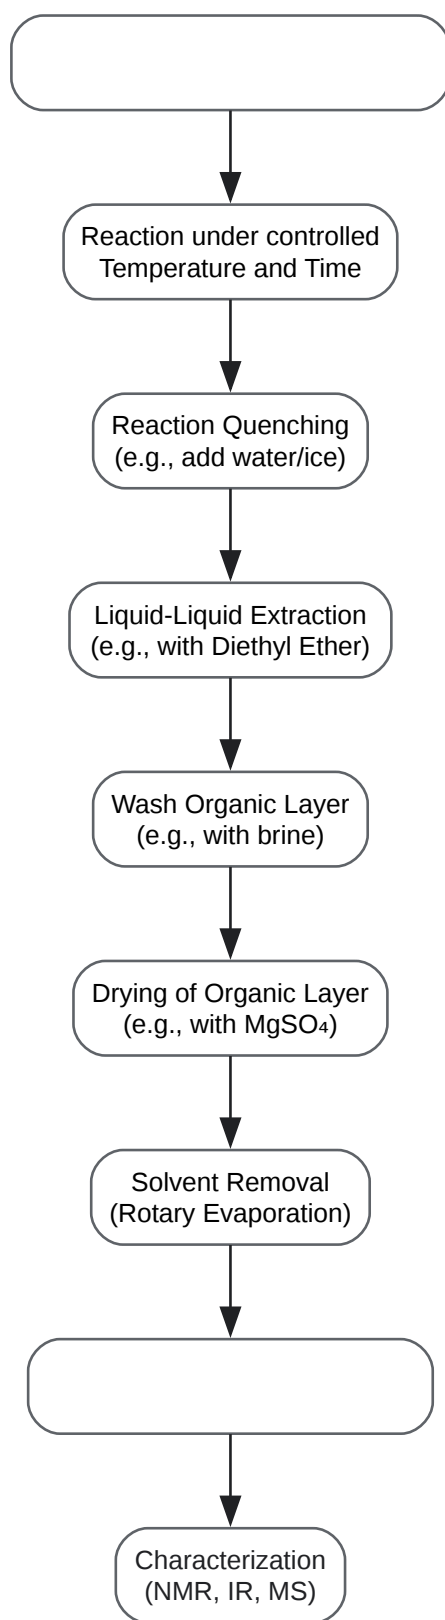 Reaction under controlled
Temperature and Time
Reaction Quenching
(e.g., add water/ice)
Liquid-Liquid Extraction
(e.g., with Diethyl Ether)
Wash Organic Layer
(e.g., with brine)
Drying of Organic Layer
(e.g., with MgSO₄)
Solvent Removal
(Rotary Evaporation)
Characterization
(NMR, IR, MS)